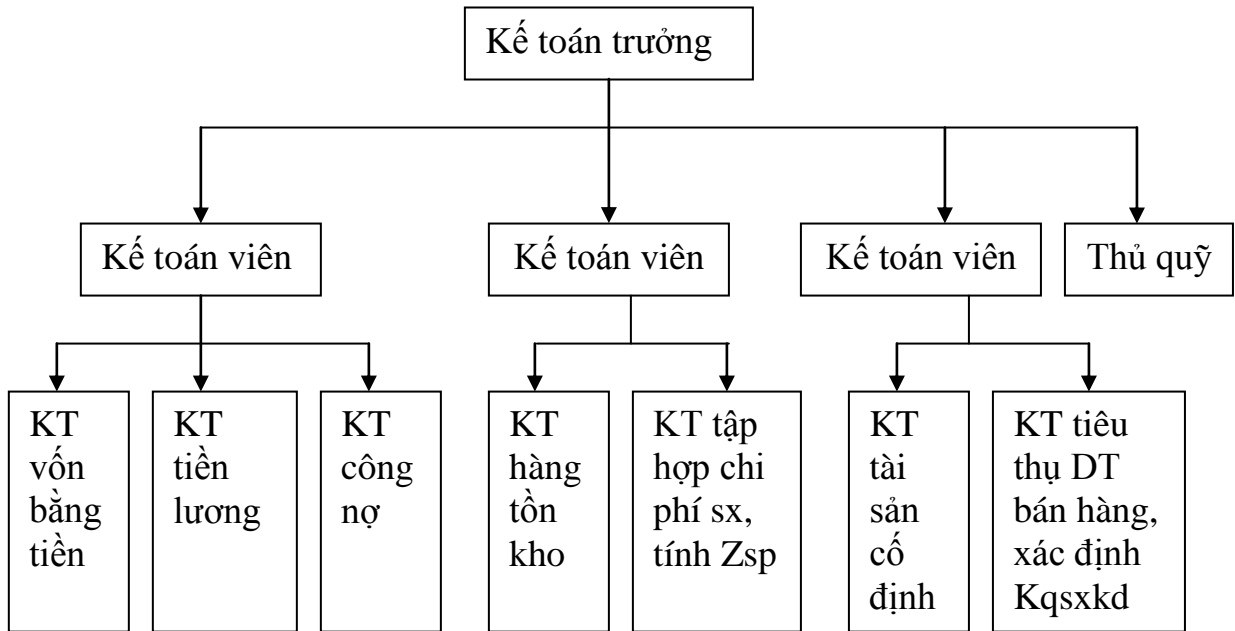 Kế toán trưởng
Kế toán viên
Kế toán viên
Kế toán viên
Thủ quỹ
KT
vốn
bằng
tiền
KT
tiền
lương
KT
công
nợ
KT
hàng
tồn
kho
KT tập
hợp chi
phí sx,
tính Zsp
KT
tài
sản
cố
định
KT tiêu
thụ DT
bán hàng,
xác định
Kqsxkd